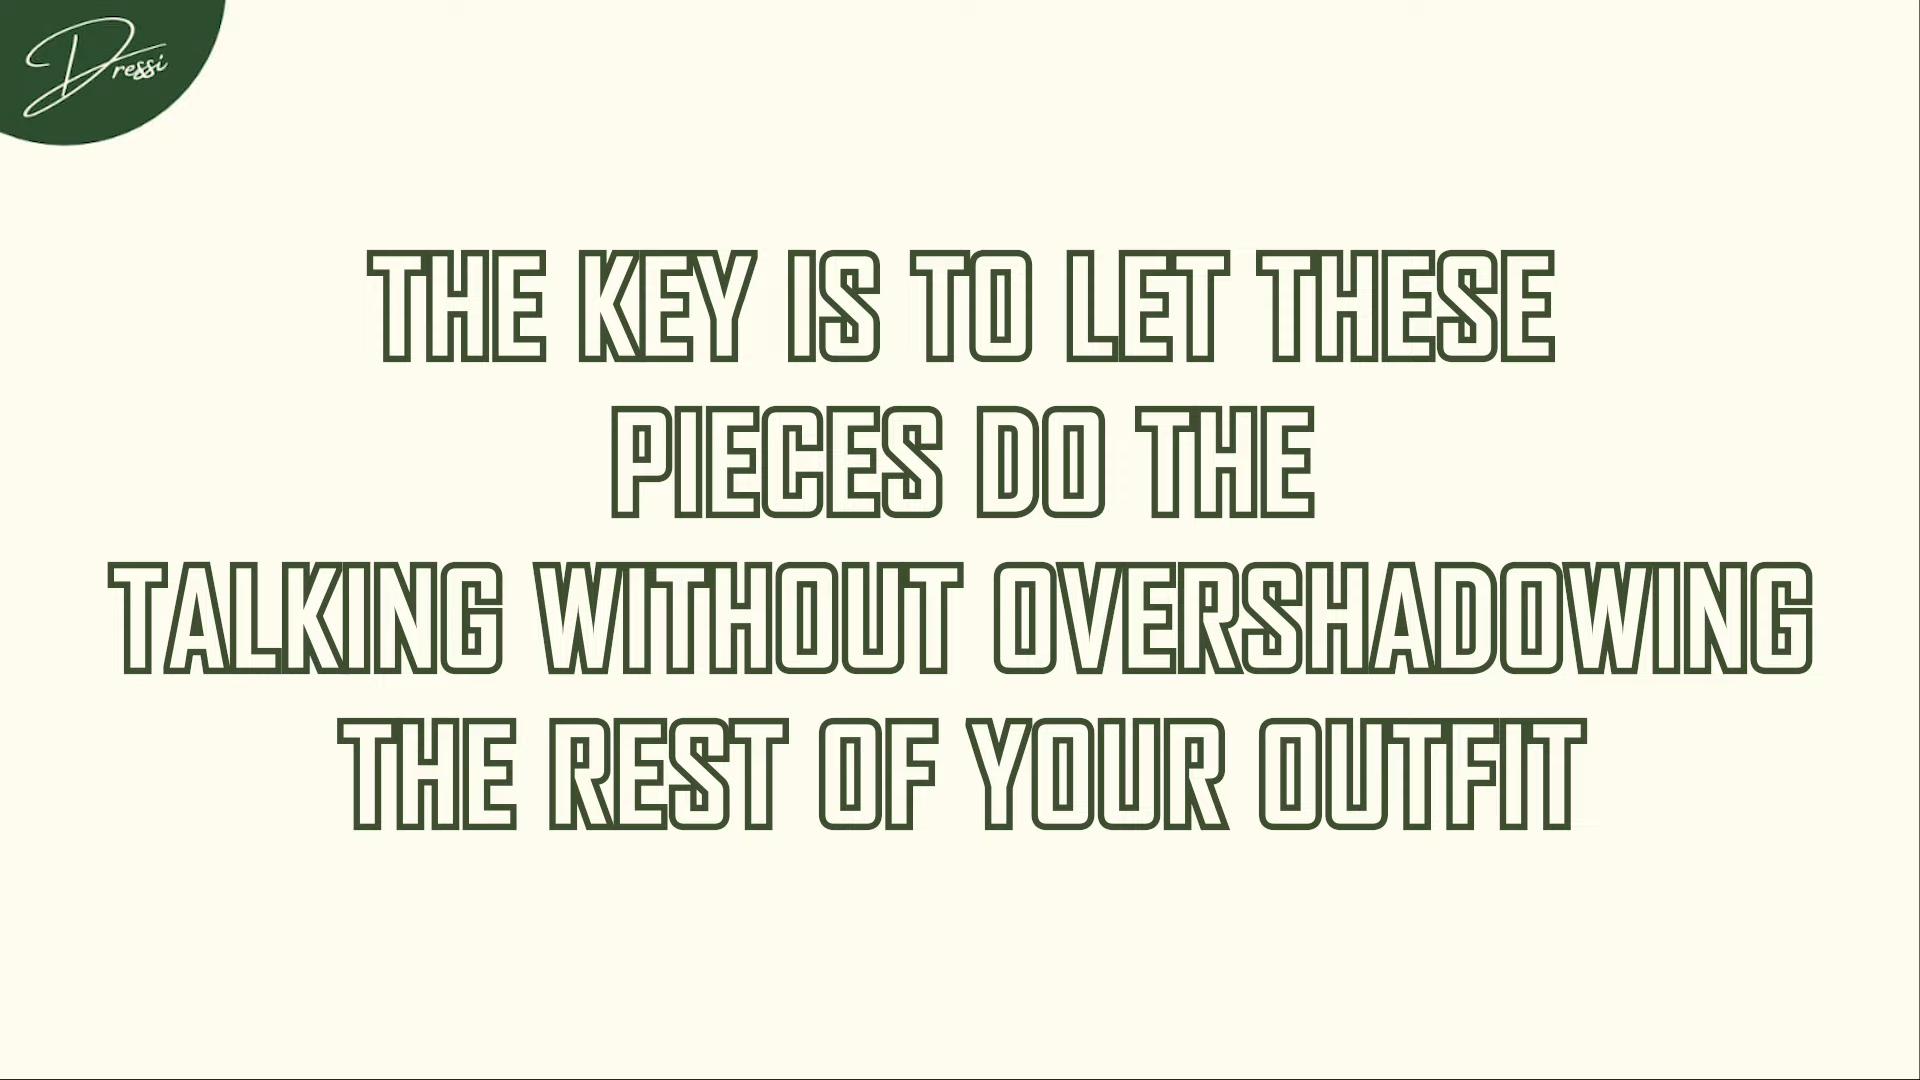 Dressi
THE KEY IS TO LET THESE
PIECES DO THE
TALKING WITHOUT OVERSHADOWING
THE REST OF YOUR OUTFIT